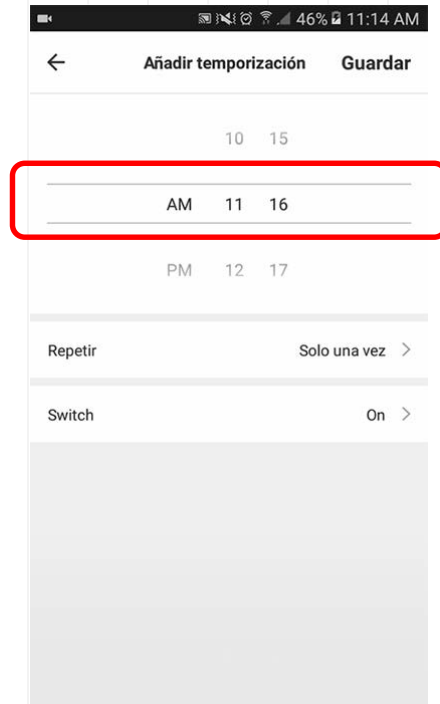 46% 11:14 AM
Añadir temporización Guardar
10 15
AM 11 16
PM 12 17
Repetir Solo una vez
Switch On